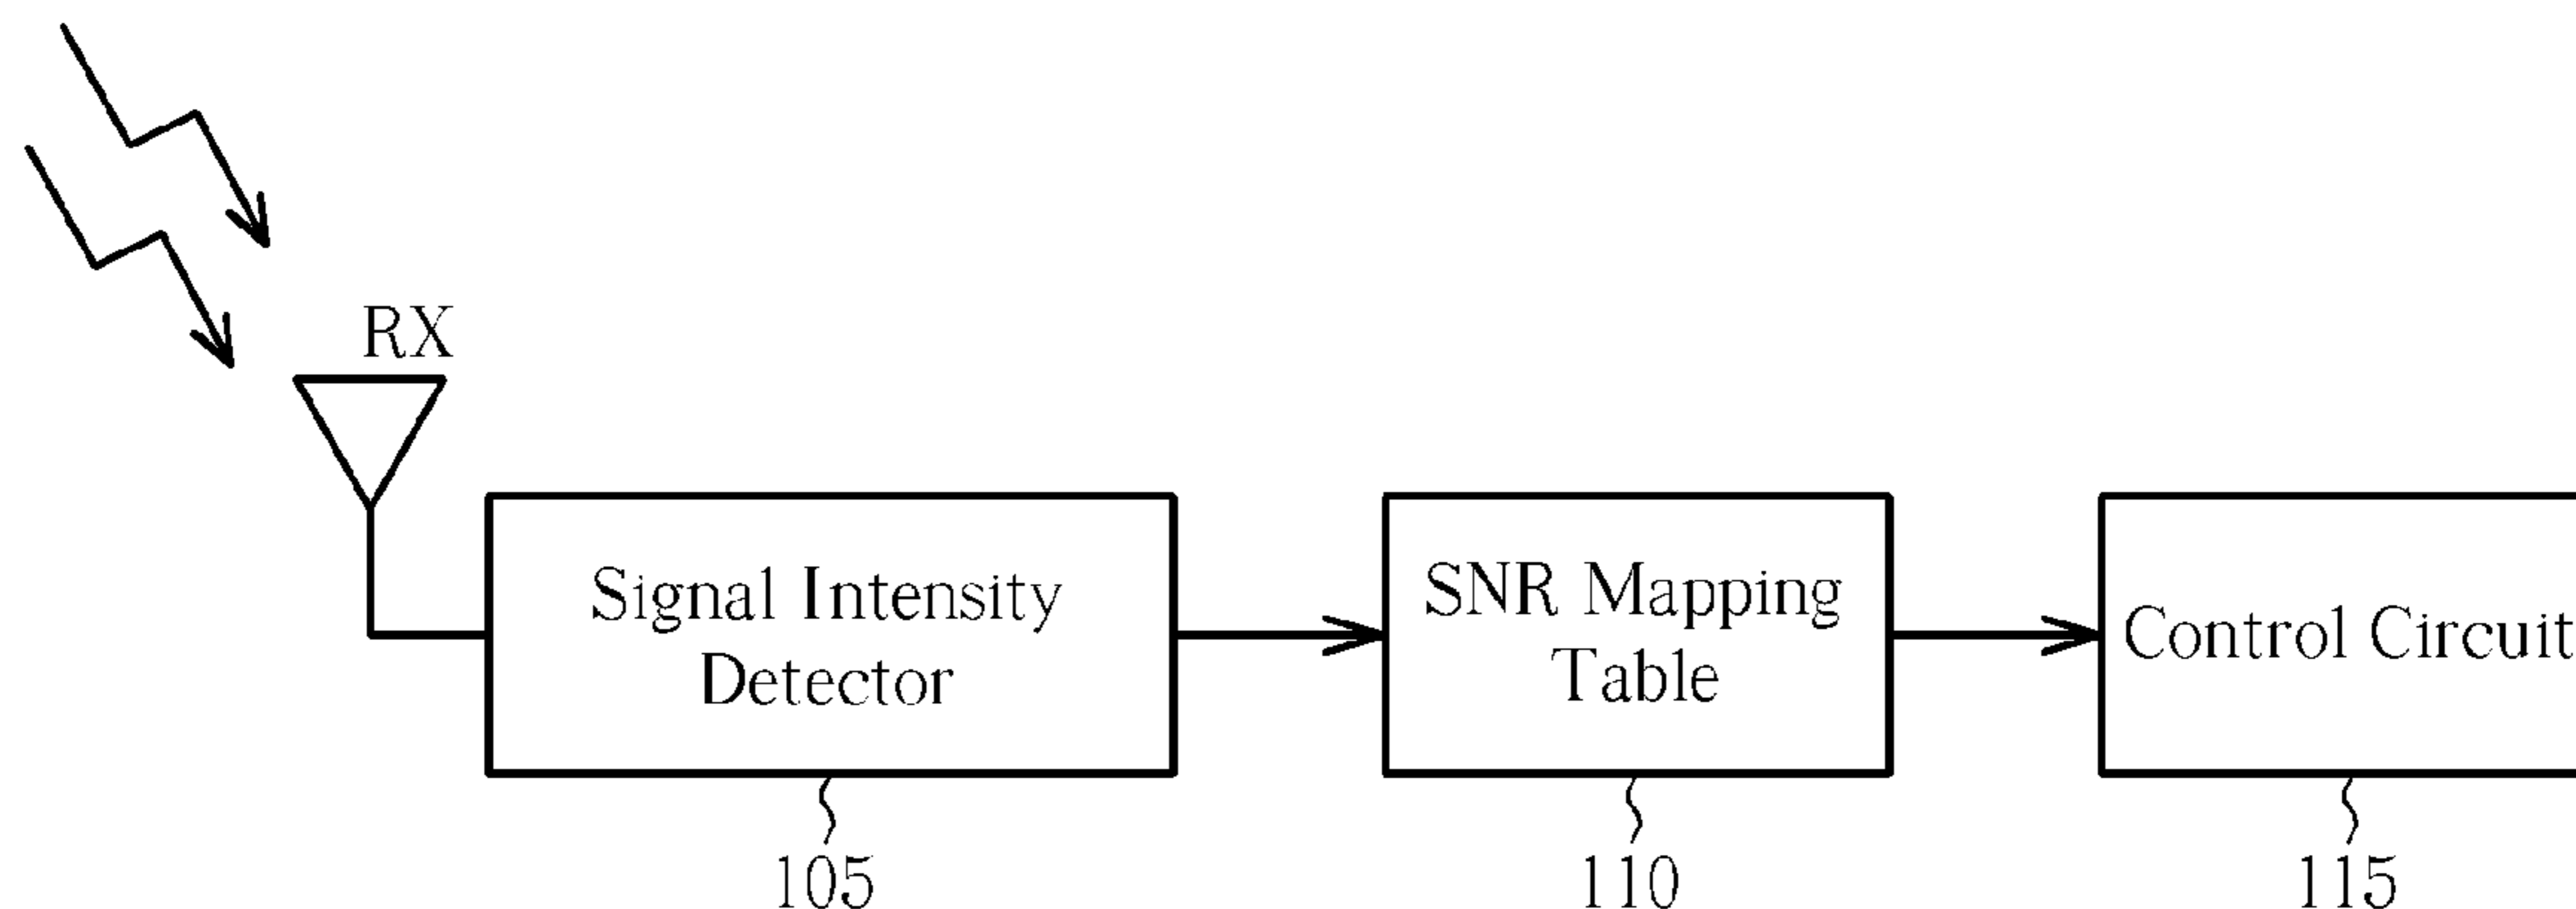 RX
Signal Intensity
Detector
SNR Mapping
Table
Control Circuit
105
110
115